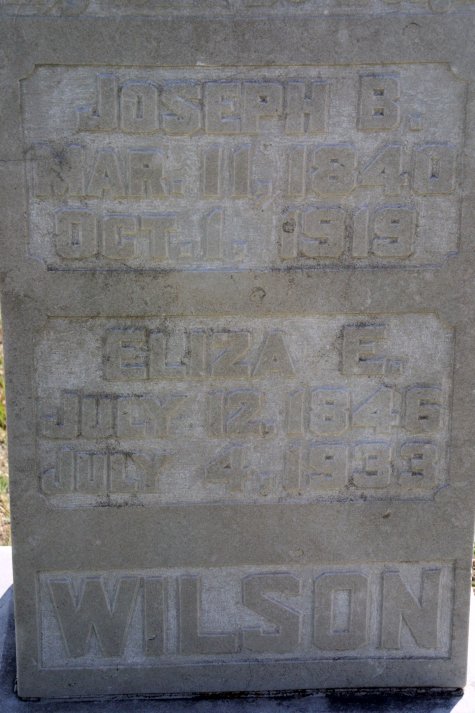 JOSEPH B.
MAR. 11, 1840
OCT. 1, 1919
ELIZA E.
JULY 12, 1846
JULY 4, 1933
WILSON